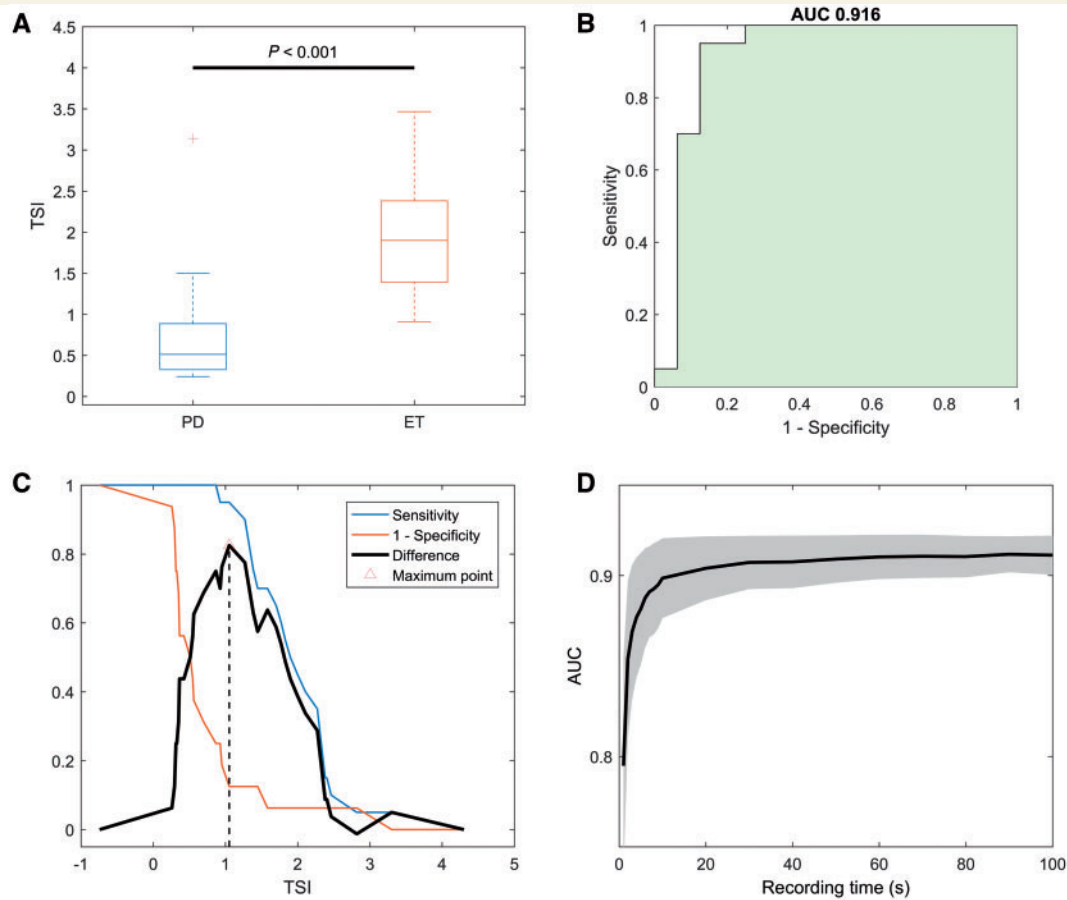 A
4.5
4
3.5
3
2.5
2
1.5
1
0.5
0
TSI
P < 0.001
PD
ET
B
AUC 0.916
1
0.8
0.6
0.4
0.2
0
Sensitivity
0
0.2
0.4
0.6
0.8
1
1 - Specificity
C
1
0.8
0.6
0.4
0.2
0
Sensitivity
1 - Specificity
Difference
Maximum point
-1
0
1
2
3
4
5
TSI
D
0.9
0.8
AUC
0
20
40
60
80
100
Recording time (s)